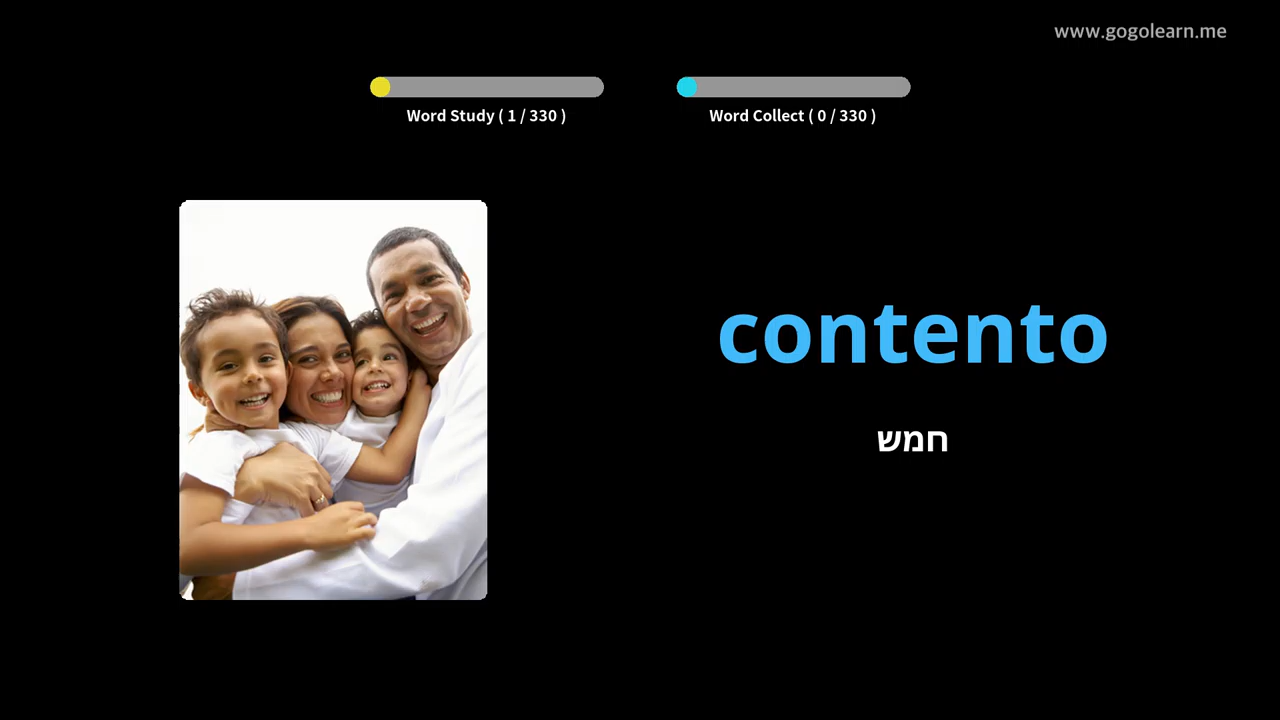 www.gogolearn.me
Word Study ( 1 / 330 )
Word Collect ( 0 / 330 )
contento
חמש